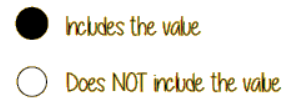 Includes the value
Does NOT include the value